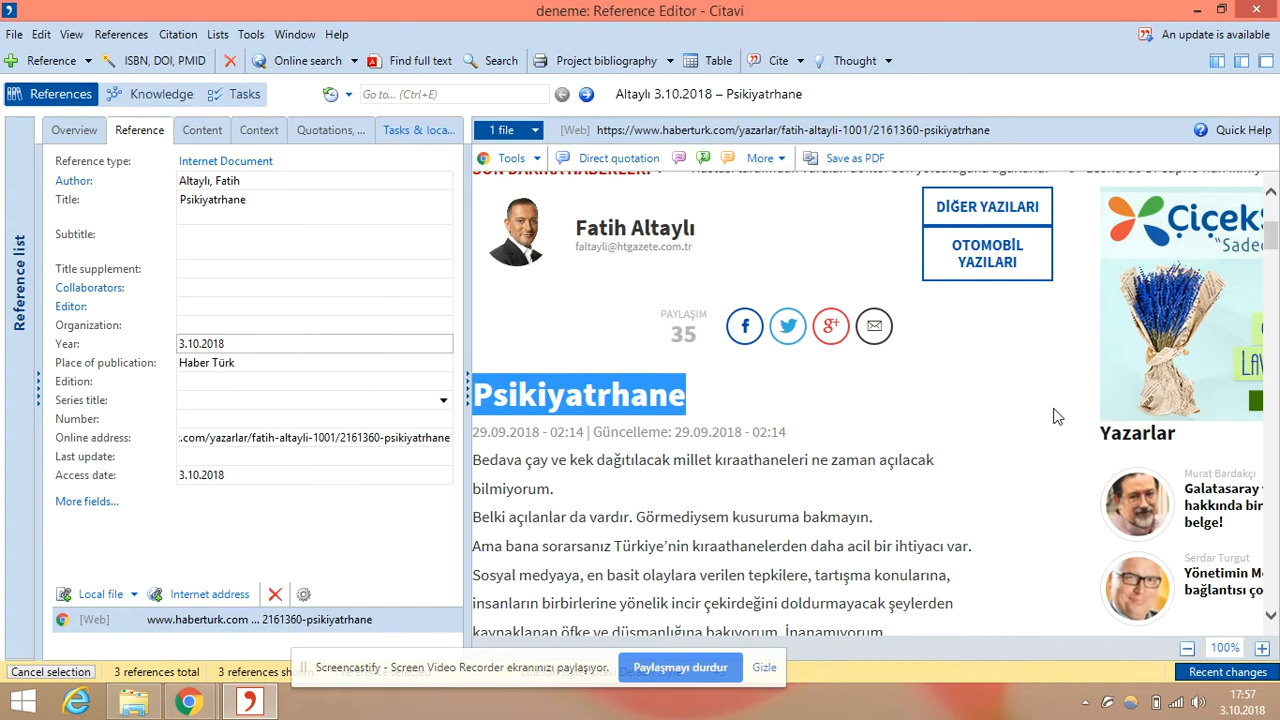 deneme: Reference Editor - Citavi
File Edit View References Citation Lists Tools Window Help An update is available
Reference ISBN, DOI, PMID Online search Find full text Search Project bibliography Table Cite Thought
References Knowledge Tasks Go to... (Ctrl+E) Altaylı 3.10.2018 – Psikiyatrhane
Reference list
Overview Reference Content Context Quotations, ... Tasks & loca...
Reference type: Internet Document
Author: Altaylı, Fatih
Title: Psikiyatrhane
Subtitle:
Title supplement:
Collaborators:
Editor:
Organization:
Year: 3.10.2018
Place of publication: Haber Türk
Edition:
Series title:
Number:
Online address: :.com/yazarlar/fatih-altayli-1001/2161360-psikiyatrhane
Last update:
Access date: 3.10.2018
More fields...
Local file Internet address
[Web] www.haberturk.com ... 2161360-psikiyatrhane
1 file [Web] https://www.haberturk.com/yazarlar/fatih-altayli-1001/2161360-psikiyatrhane Quick Help
Tools Direct quotation More Save as PDF
Fatih Altaylı
faltayli@htgazete.com.tr
DİĞER YAZILARI
OTOMOBİL
YAZILARI
PAYLAŞIM
35
Psikiyatrhane
29.09.2018 - 02:14 | Güncelleme: 29.09.2018 - 02:14
Bedava çay ve kek dağıtılacak millet kıraathaneleri ne zaman açılacak
bilmiyorum.
Belki açılanlar da vardır. Görmediysem kusuruma bakmayın.
Ama bana sorarsanız Türkiye’nin kıraathanelerden daha acil bir ihtiyacı var.
Sosyal medyaya, en basit olaylara verilen tepkilere, tartışma konularına,
insanların birbirlerine yönelik incir çekirdeğini doldurmayacak şeylerden
kaynaklanan öfke ve düşmanlığına bakıyorum. İnanamıyorum.
ÇiçekS
"Sadec
LAV
Yazarlar
Murat Bardakçı
Galatasaray
hakkında bir
belge!
Serdar Turgut
Yönetimin M
bağlantısı ço
100%
Screencastify - Screen Video Recorder ekranınızı paylaşıyor. Paylaşmayı durdur Gizle
Cancel selection 3 references total 3 references sho Recent changes
17:57
3.10.2018